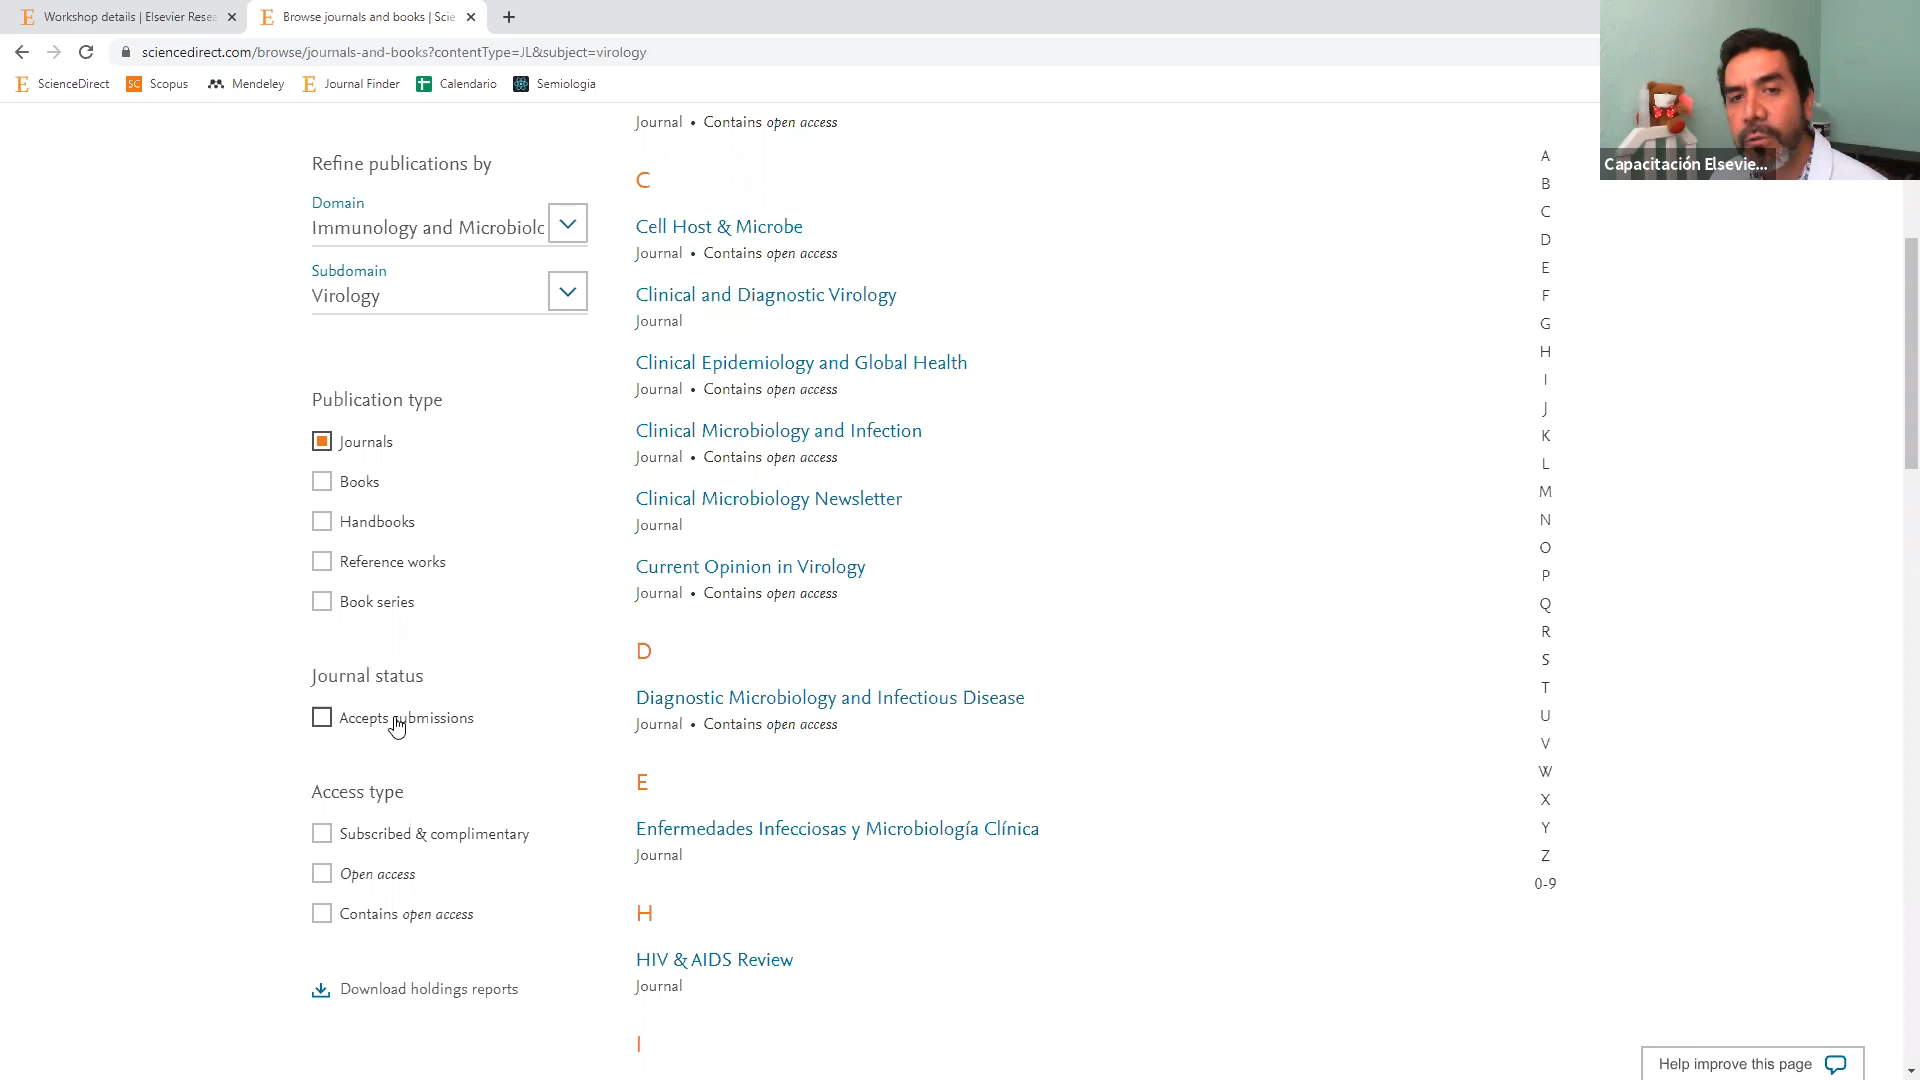 Workshop details | Elsevier Rese
Browse journals and books | Scie
sciencedirect.com/browse/journals-and-books?contentType=JL&subject=virology
ScienceDirect
Scopus
Mendeley
Journal Finder
Calendario
Semiologia
Capacitación Elsevie...
Refine publications by
Domain
Immunology and Microbiolo
Subdomain
Virology
Publication type
Journals
Books
Handbooks
Reference works
Book series
Journal status
Accepts submissions
Access type
Subscribed & complimentary
Open access
Contains open access
Download holdings reports
Journal • Contains open access
C
Cell Host & Microbe
Journal • Contains open access
Clinical and Diagnostic Virology
Journal
Clinical Epidemiology and Global Health
Journal • Contains open access
Clinical Microbiology and Infection
Journal • Contains open access
Clinical Microbiology Newsletter
Journal
Current Opinion in Virology
Journal • Contains open access
D
Diagnostic Microbiology and Infectious Disease
Journal • Contains open access
E
Enfermedades Infecciosas y Microbiología Clínica
Journal
H
HIV & AIDS Review
Journal
I
A
B
C
D
E
F
G
H
I
J
K
L
M
N
O
P
Q
R
S
T
U
V
W
X
Y
Z
0-9
Help improve this page